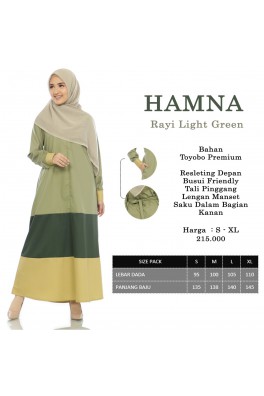 HAMNA
Rayi Light Green
Bahan
Toyobo Premium
Resleting Depan
Busui Friendly
Tali Pinggang
Lengan Manset
Saku Dalam Bagian
Kanan
Harga : S - XL
215.000
SIZE PACK S M L XL
LEBAR DADA 95 100 105 110
PANJANG BAJU 135 138 140 145